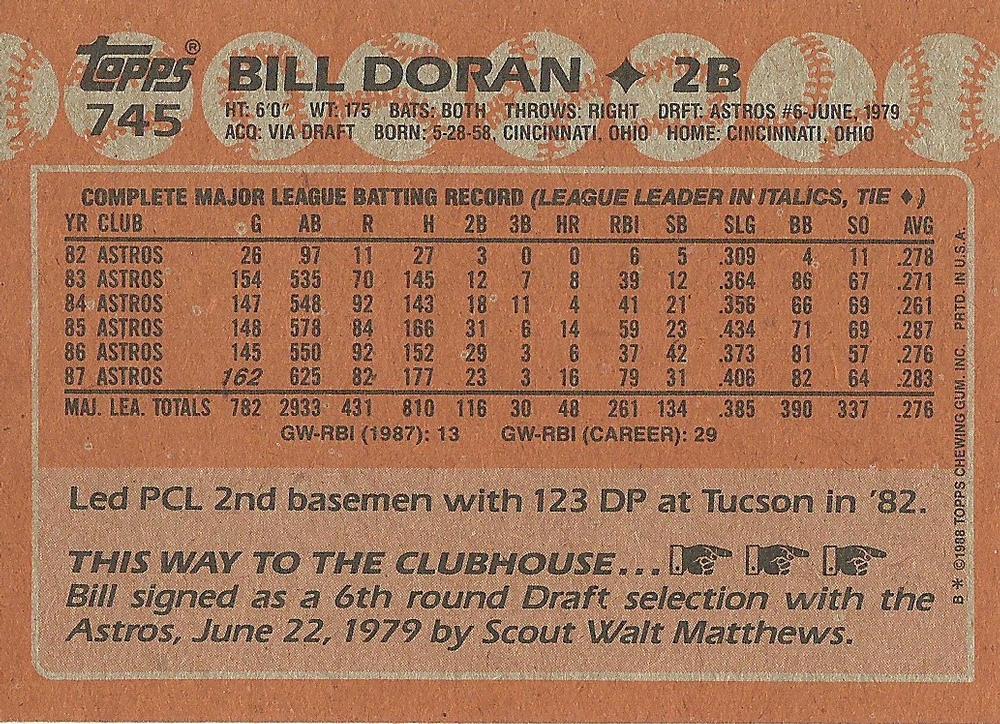 topps®
745
BILL DORAN ✦ 2B
HT: 6'0" WT: 175 BATS: BOTH THROWS: RIGHT DRFT: ASTROS #6-JUNE, 1979
ACQ: VIA DRAFT BORN: 5-28-58, CINCINNATI, OHIO HOME: CINCINNATI, OHIO
COMPLETE MAJOR LEAGUE BATTING RECORD (LEAGUE LEADER IN ITALICS, TIE ♦)
YR CLUB G AB R H 2B 3B HR RBI SB SLG BB SO AVG
82 ASTROS 26 97 11 27 3 0 0 6 5 .309 4 11 .278
83 ASTROS 154 535 70 145 12 7 8 39 12 .364 86 67 .271
84 ASTROS 147 548 92 143 18 11 4 41 21 .356 66 69 .261
85 ASTROS 148 578 84 166 31 6 14 59 23 .434 71 69 .287
86 ASTROS 145 550 92 152 29 3 6 37 42 .373 81 57 .276
87 ASTROS 162 625 82 177 23 3 16 79 31 .406 82 64 .283
MAJ. LEA. TOTALS 782 2933 431 810 116 30 48 261 134 .385 390 337 .276
GW-RBI (1987): 13 GW-RBI (CAREER): 29
Led PCL 2nd basemen with 123 DP at Tucson in '82.
THIS WAY TO THE CLUBHOUSE...
Bill signed as a 6th round Draft selection with the
Astros, June 22, 1979 by Scout Walt Matthews.
B* ©1988 TOPPS CHEWING GUM, INC. PRTD. IN U.S.A.